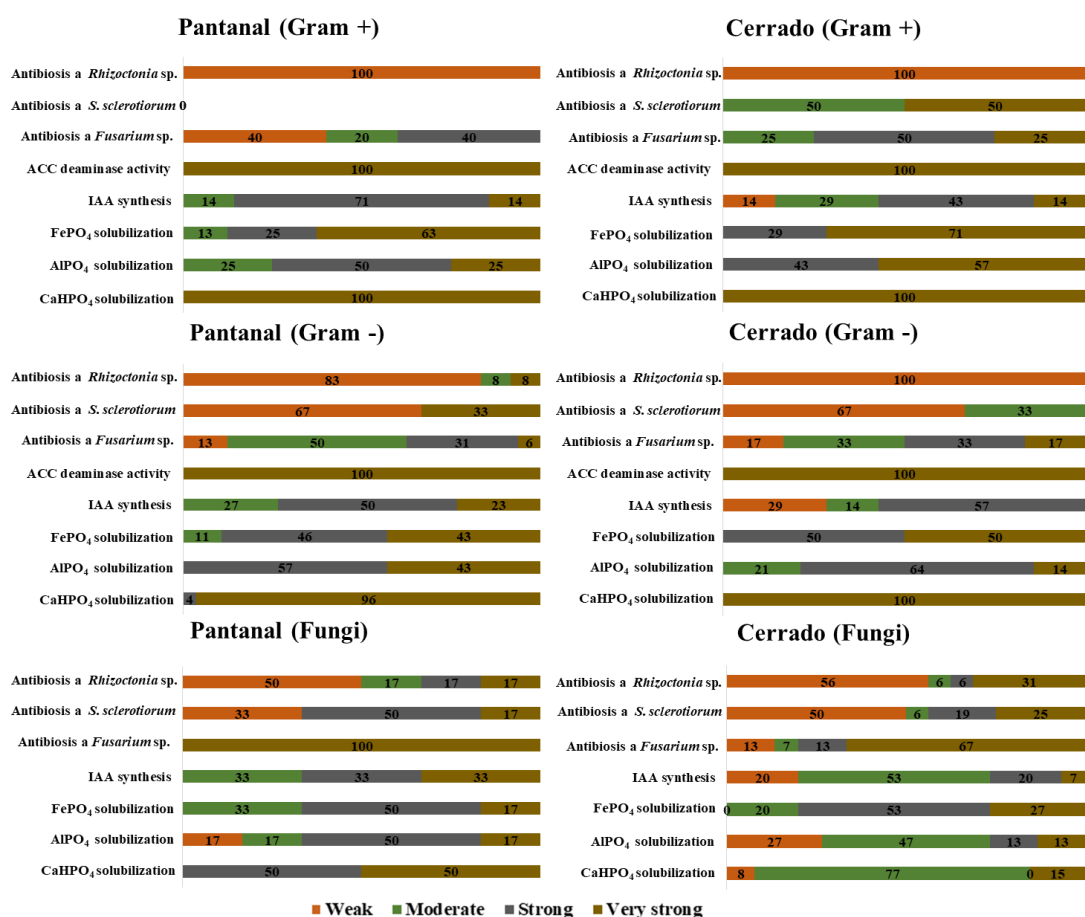 Pantanal (Gram +)
Antibiosis a Rhizoctonia sp. 100
Antibiosis a S. sclerotiorum 0
Antibiosis a Fusarium sp. 40 20 40
ACC deaminase activity 100
IAA synthesis 14 71 14
FePO₄ solubilization 13 25 63
AlPO₄ solubilization 25 50 25
CaHPO₄ solubilization 100
Cerrado (Gram +)
Antibiosis a Rhizoctonia sp. 100
Antibiosis a S. sclerotiorum 50 50
Antibiosis a Fusarium sp. 25 50 25
ACC deaminase activity 100
IAA synthesis 14 29 43 14
FePO₄ solubilization 29 71
AlPO₄ solubilization 43 57
CaHPO₄ solubilization 100
Pantanal (Gram -)
Antibiosis a Rhizoctonia sp. 83 8 8
Antibiosis a S. sclerotiorum 67 33
Antibiosis a Fusarium sp. 13 50 31 6
ACC deaminase activity 100
IAA synthesis 27 50 23
FePO₄ solubilization 11 46 43
AlPO₄ solubilization 57 43
CaHPO₄ solubilization 4 96
Cerrado (Gram -)
Antibiosis a Rhizoctonia sp. 100
Antibiosis a S. sclerotiorum 67 33
Antibiosis a Fusarium sp. 17 33 33 17
ACC deaminase activity 100
IAA synthesis 29 14 57
FePO₄ solubilization 50 50
AlPO₄ solubilization 21 64 14
CaHPO₄ solubilization 100
Pantanal (Fungi)
Antibiosis a Rhizoctonia sp. 50 17 17 17
Antibiosis a S. sclerotiorum 33 50 17
Antibiosis a Fusarium sp. 100
IAA synthesis 33 33 33
FePO₄ solubilization 33 50 17
AlPO₄ solubilization 17 17 50 17
CaHPO₄ solubilization 50 50
Cerrado (Fungi)
Antibiosis a Rhizoctonia sp. 56 6 6 31
Antibiosis a S. sclerotiorum 50 6 19 25
Antibiosis a Fusarium sp. 13 7 13 67
IAA synthesis 20 53 20 7
FePO₄ solubilization 0 20 53 27
AlPO₄ solubilization 27 47 13 13
CaHPO₄ solubilization 8 77 0 15
Weak Moderate Strong Very strong